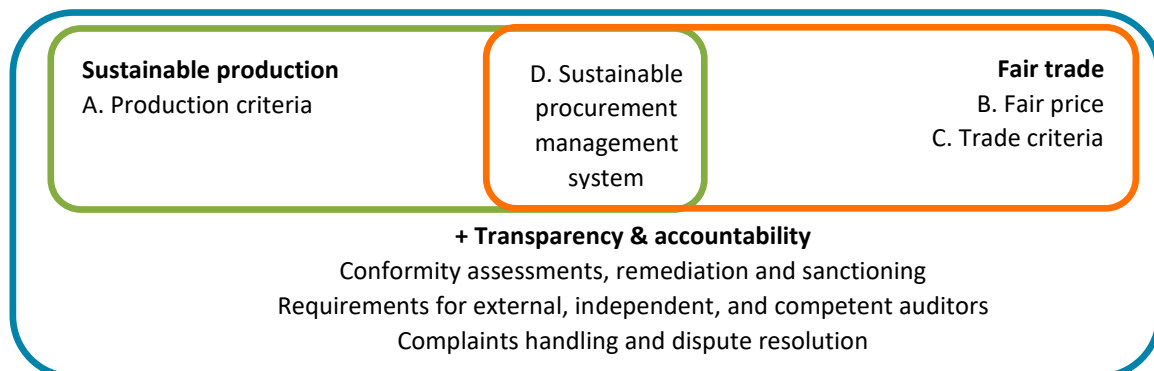 Sustainable production
A. Production criteria
D. Sustainable
procurement
management
system
Fair trade
B. Fair price
C. Trade criteria
+ Transparency & accountability
Conformity assessments, remediation and sanctioning
Requirements for external, independent, and competent auditors
Complaints handling and dispute resolution